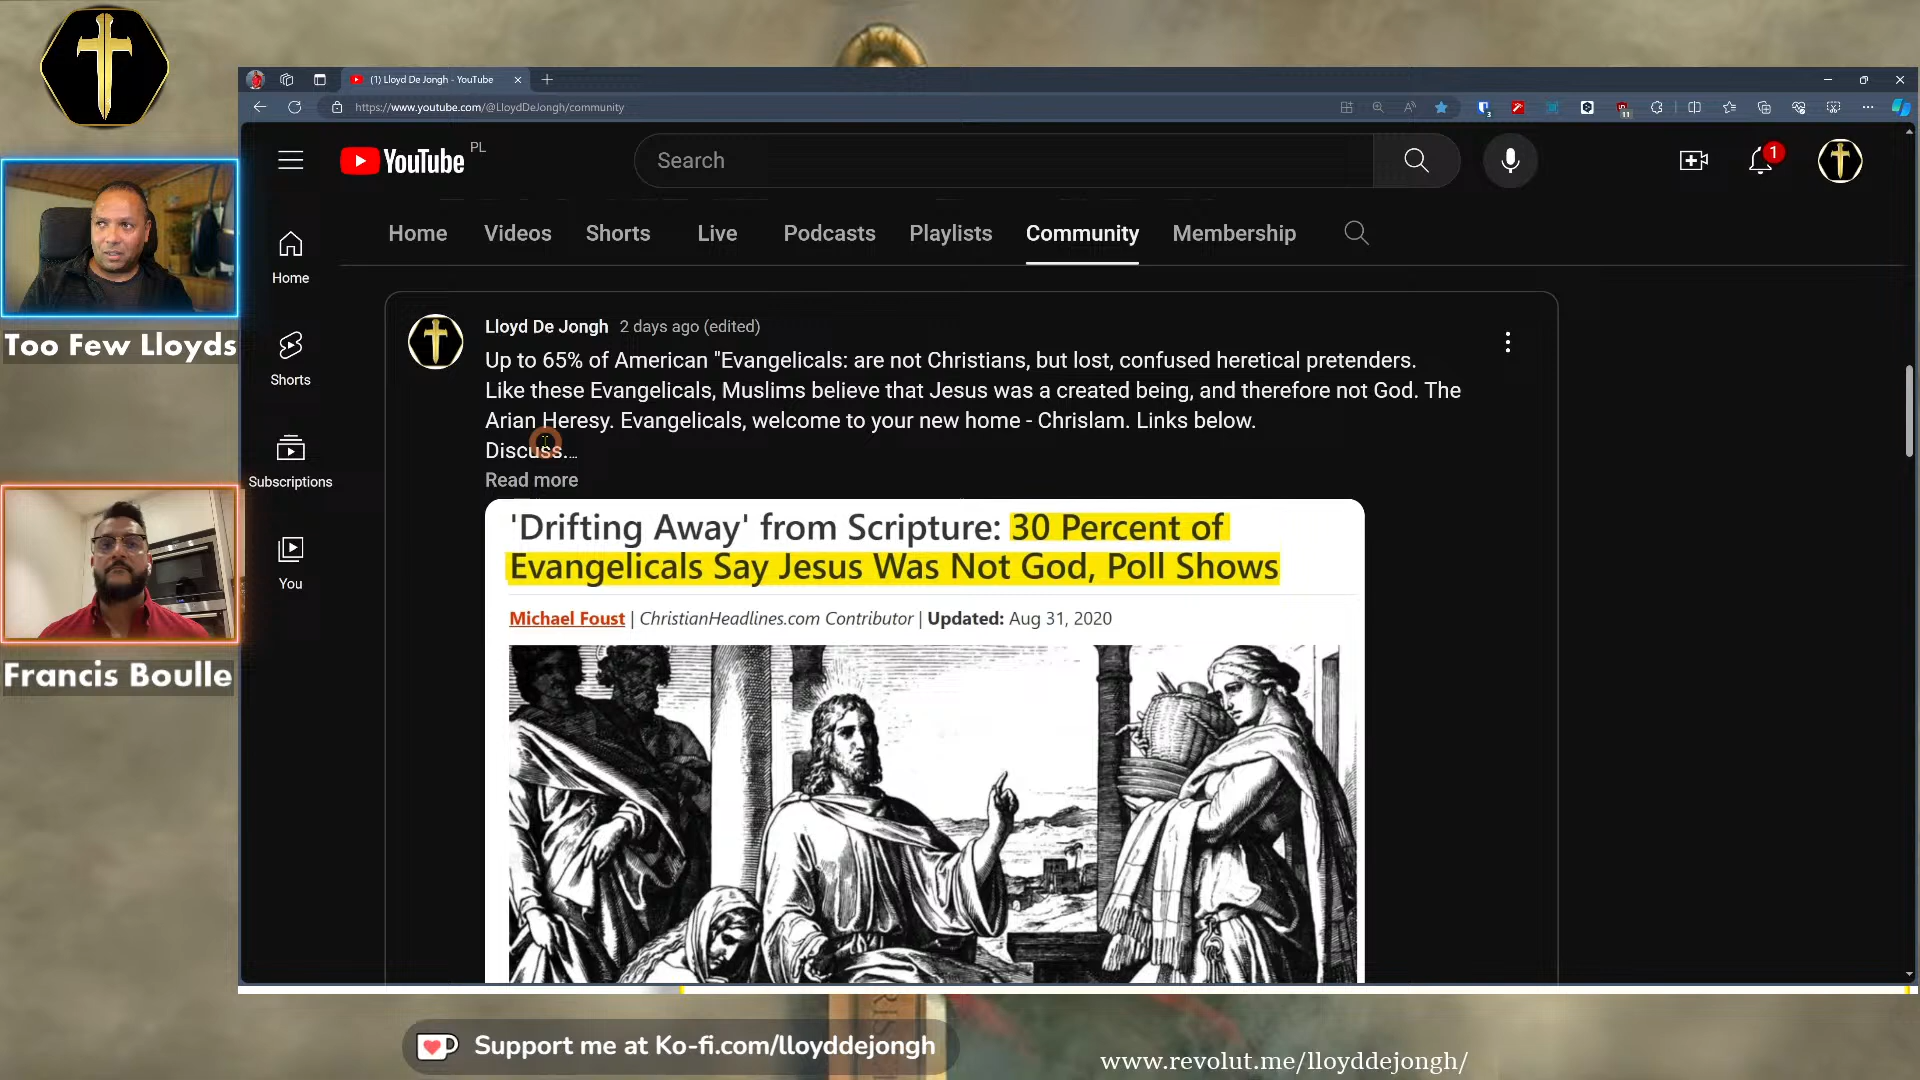 (1) Lloyd De Jongh - YouTube
https://www.youtube.com/@LloydDeJongh/community
YouTube PL
Search
1
Home Videos Shorts Live Podcasts Playlists Community Membership
Home
Shorts
Subscriptions
You
Too Few Lloyds
Francis Boulle
Lloyd De Jongh 2 days ago (edited)
Up to 65% of American "Evangelicals: are not Christians, but lost, confused heretical pretenders.
Like these Evangelicals, Muslims believe that Jesus was a created being, and therefore not God. The
Arian Heresy. Evangelicals, welcome to your new home - Chrislam. Links below.
Discuss...
Read more
'Drifting Away' from Scripture: 30 Percent of
Evangelicals Say Jesus Was Not God, Poll Shows
Michael Foust | ChristianHeadlines.com Contributor | Updated: Aug 31, 2020
Support me at Ko-fi.com/lloyddejongh
www.revolut.me/lloyddejongh/